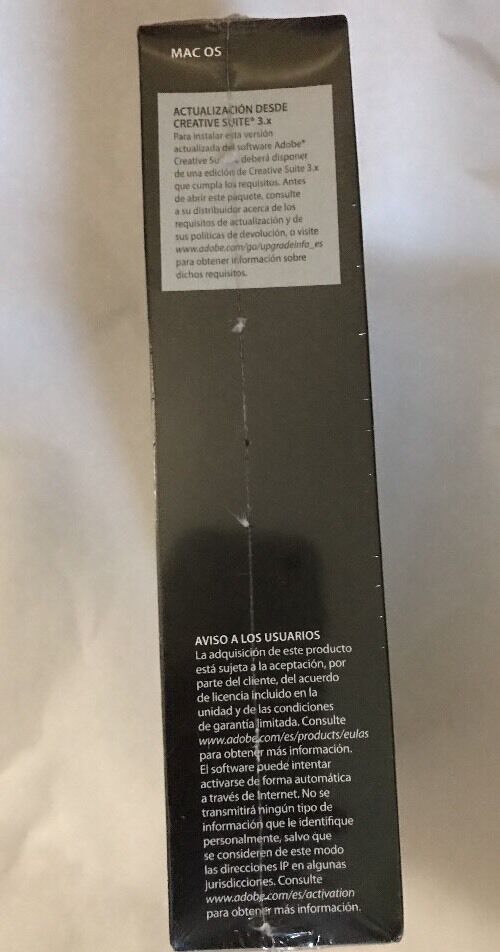 MAC OS
ACTUALIZACIÓN DESDE
CREATIVE SUITE® 3.x
Para instalar esta versión
actualizada del software Adobe®
Creative Su deberá disponer
de una edición de Creative Suite 3.x
que cumpla los requisitos. Antes
de abrir este paquete, consulte
a su distribuidor acerca de los
requisitos de actualización y de
sus políticas de devolución, o visite
www.adobe.com/go/upgradeinfo_es
para obtener información sobre
dichos requisitos.
AVISO A LOS USUARIOS
La adquisición de este producto
está sujeta a la aceptación, por
parte del cliente, del acuerdo
de licencia incluido en la
unidad y de las condiciones
de garantía limitada. Consulte
www.adobe.com/es/products/eulas
para obtener más información.
El software puede intentar
activarse de forma automática
a través de Internet. No se
transmitirá ningún tipo de
información que le identifique
personalmente, salvo que
se consideren de este modo
las direcciones IP en algunas
jurisdicciones. Consulte
www.adobe.com/es/activation
para obtener más información.